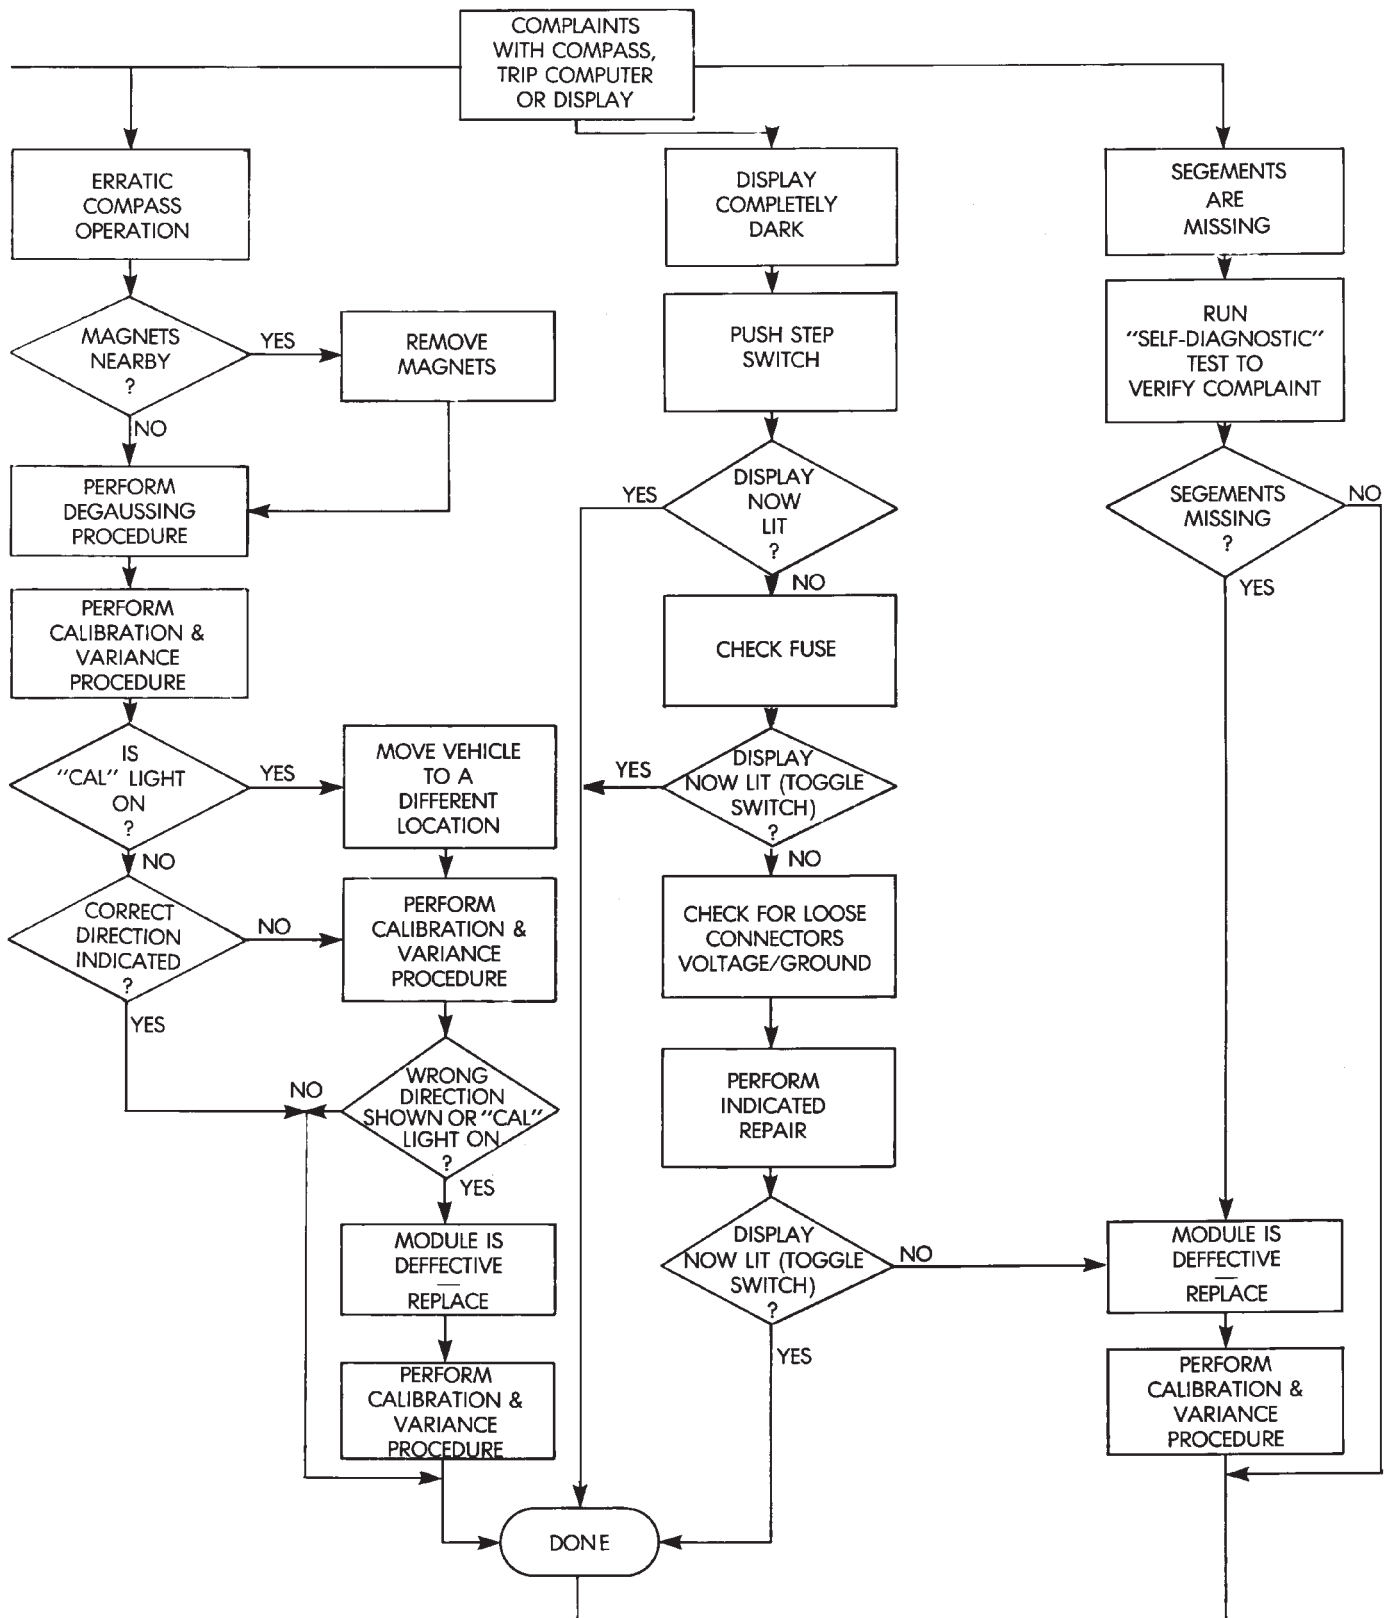 COMPLAINTS
WITH COMPASS,
TRIP COMPUTER
OR DISPLAY
ERRATIC
COMPASS
OPERATION
MAGNETS
NEARBY
?
YES
REMOVE
MAGNETS
NO
PERFORM
DEGAUSSING
PROCEDURE
PERFORM
CALIBRATION &
VARIANCE
PROCEDURE
IS
"CAL" LIGHT
ON
?
YES
MOVE VEHICLE
TO A
DIFFERENT
LOCATION
NO
CORRECT
DIRECTION
INDICATED
?
NO
PERFORM
CALIBRATION &
VARIANCE
PROCEDURE
YES
NO
WRONG
DIRECTION
SHOWN OR "CAL"
LIGHT ON
?
YES
MODULE IS
DEFFECTIVE
—
REPLACE
PERFORM
CALIBRATION &
VARIANCE
PROCEDURE
DISPLAY
COMPLETELY
DARK
PUSH STEP
SWITCH
YES
DISPLAY
NOW
LIT
?
NO
CHECK FUSE
YES
DISPLAY
NOW LIT (TOGGLE
SWITCH)
?
NO
CHECK FOR LOOSE
CONNECTORS
VOLTAGE/GROUND
PERFORM
INDICATED
REPAIR
DISPLAY
NOW LIT (TOGGLE
SWITCH)
?
NO
YES
DONE
SEGEMENTS
ARE
MISSING
RUN
"SELF-DIAGNOSTIC"
TEST TO
VERIFY COMPLAINT
SEGEMENTS
MISSING
?
NO
YES
MODULE IS
DEFFECTIVE
—
REPLACE
PERFORM
CALIBRATION &
VARIANCE
PROCEDURE